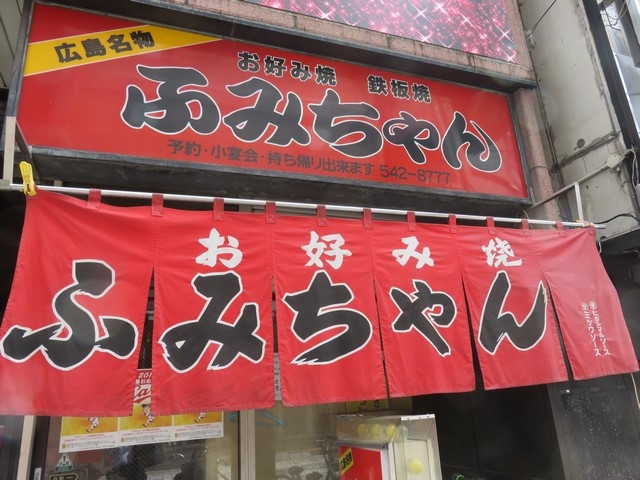 広島名物
お好み焼 鉄板焼
ふみちゃん
予約・小宴会・持ち帰り出来ます 542-8777
お好み焼
ふみちゃん